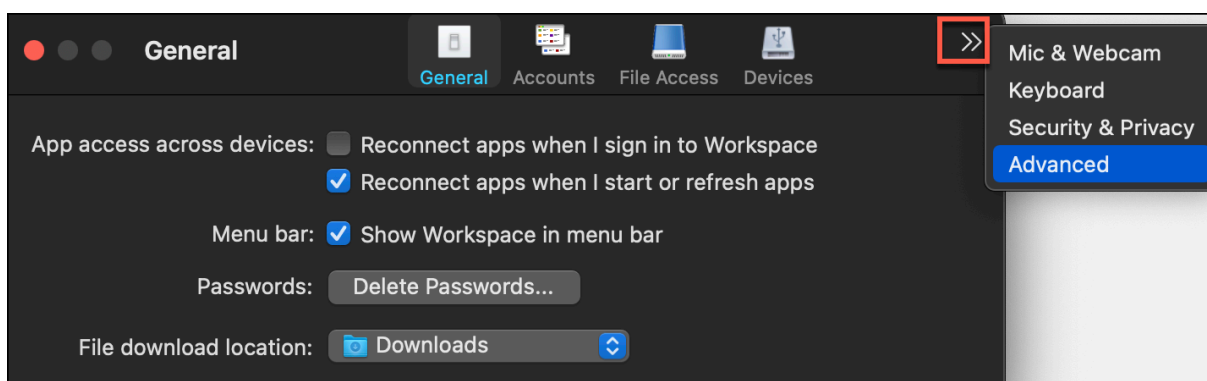 General
General
Accounts
File Access
Devices
Mic & Webcam
Keyboard
Security & Privacy
Advanced
App access across devices: Reconnect apps when I sign in to Workspace
Reconnect apps when I start or refresh apps
Menu bar: Show Workspace in menu bar
Passwords: Delete Passwords...
File download location: Downloads